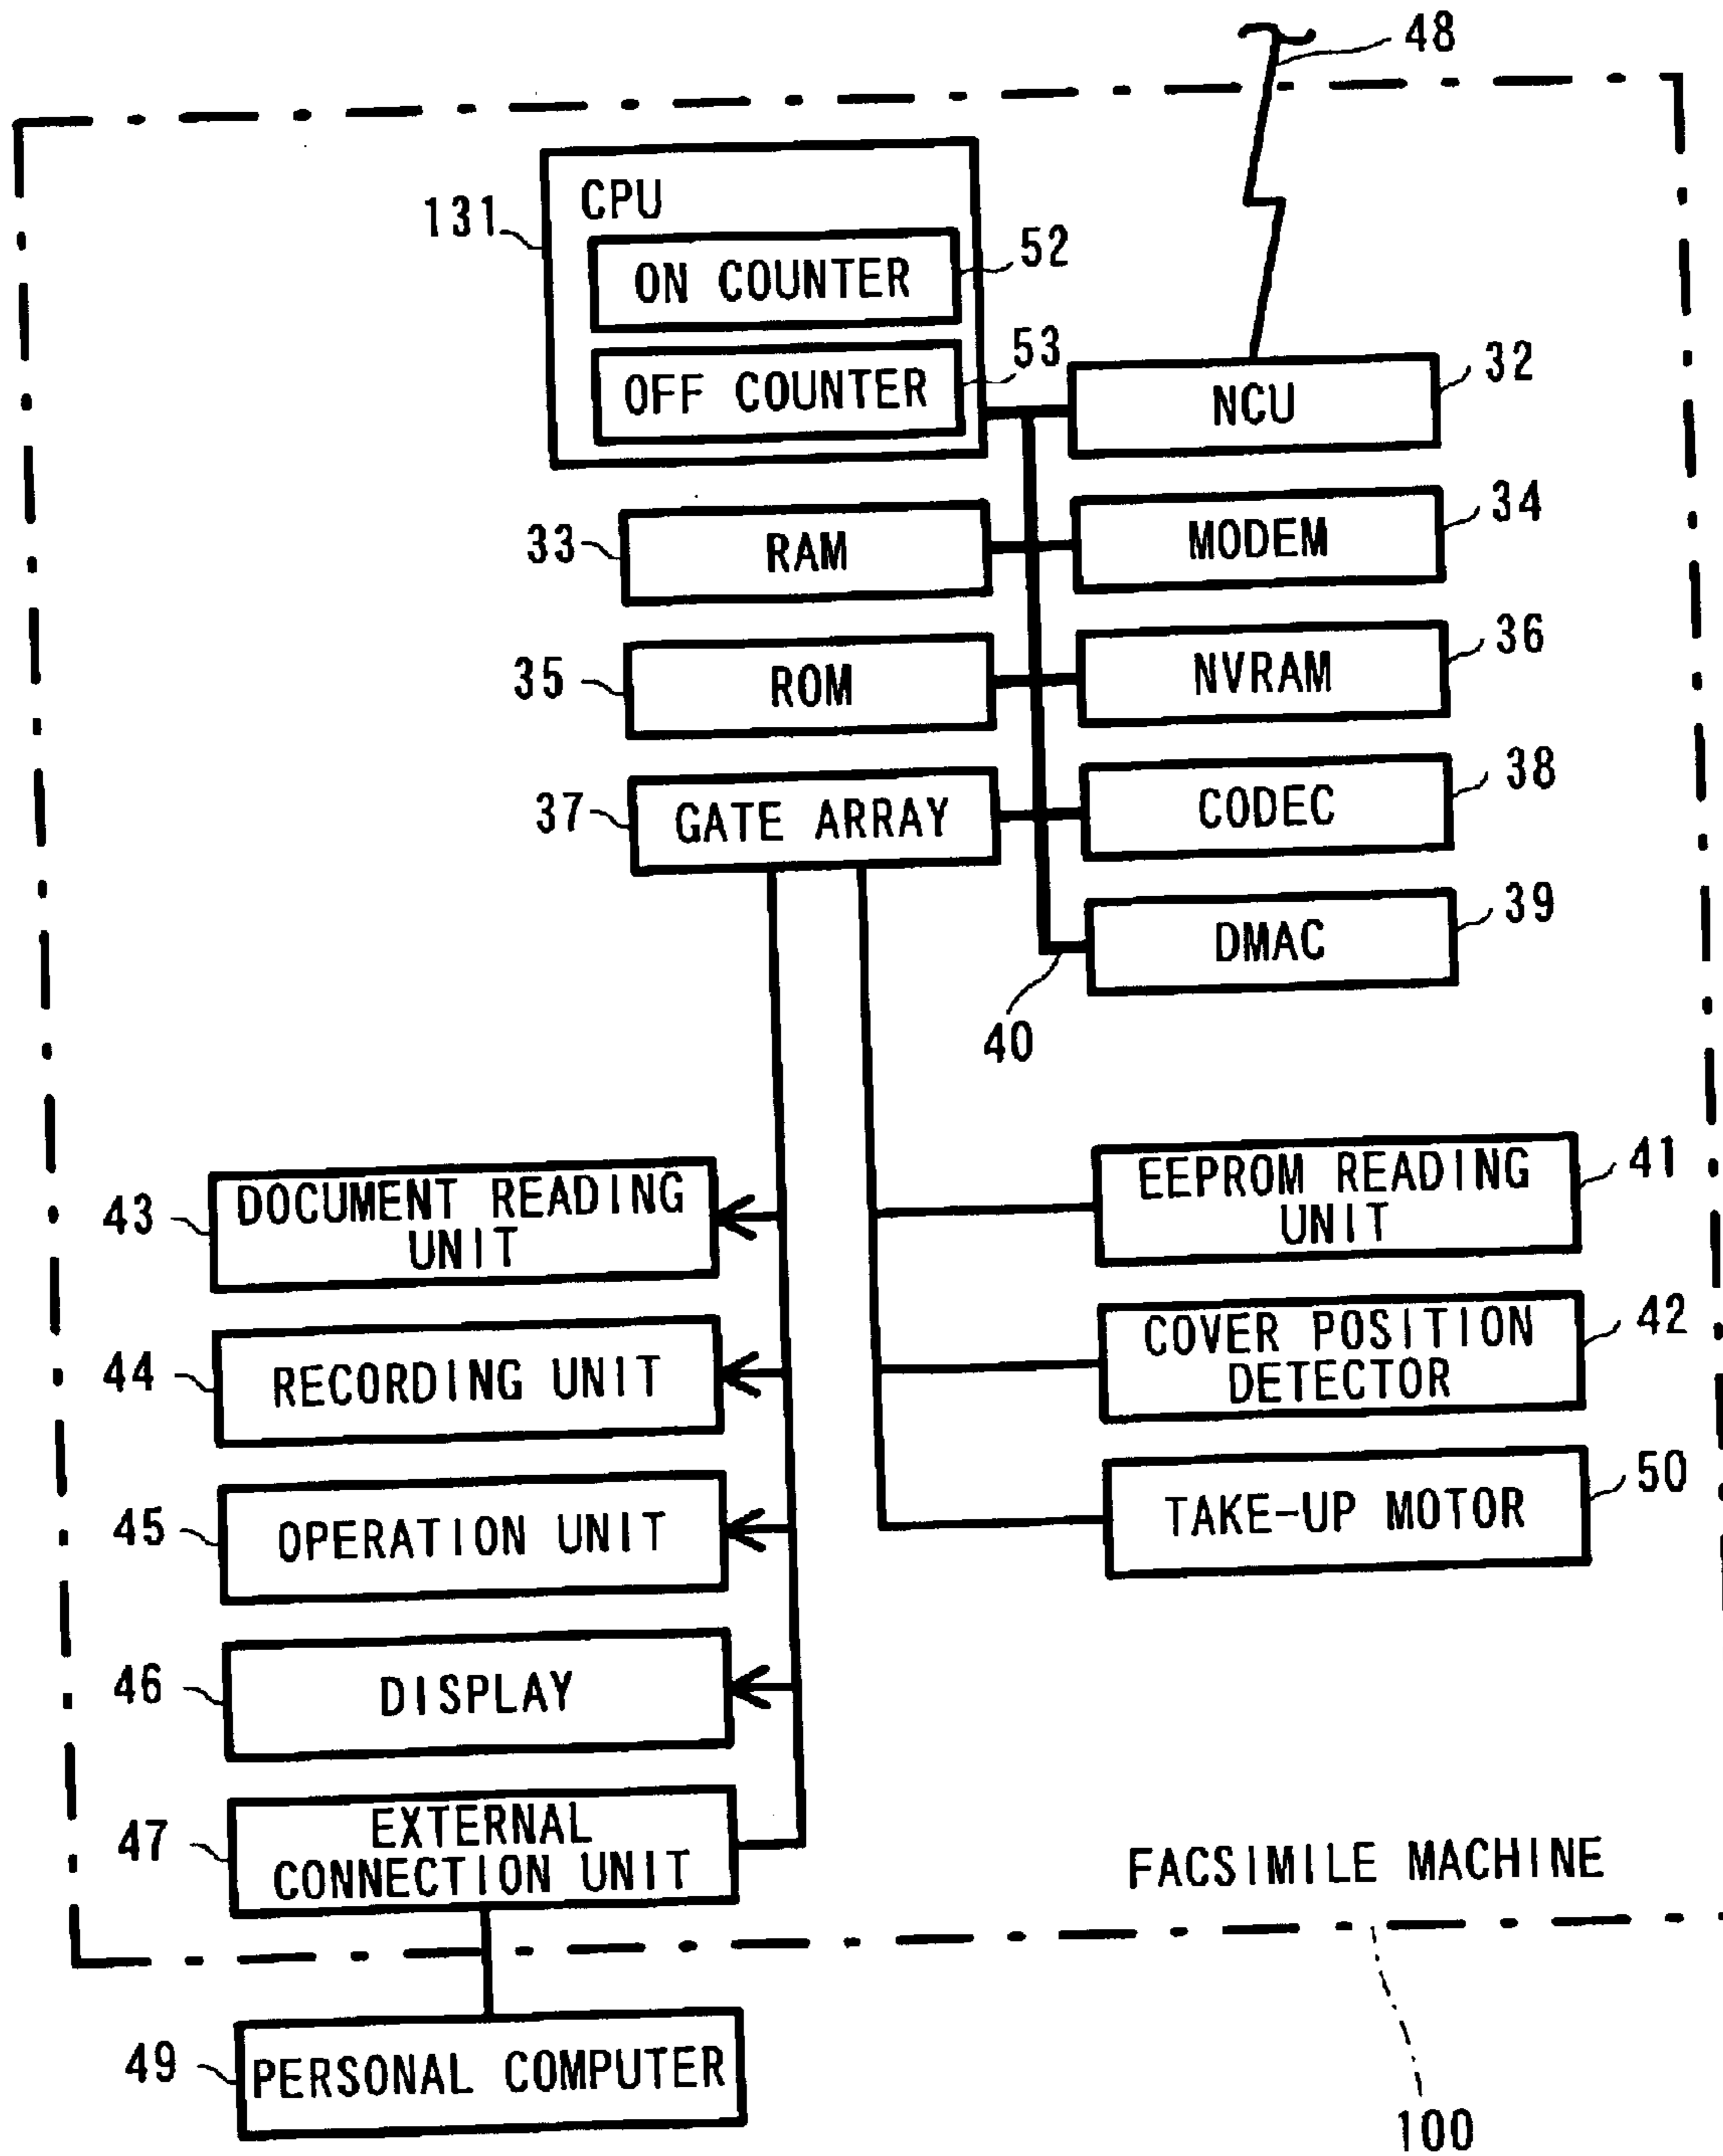 48
CPU
131
ON COUNTER
52
OFF COUNTER
53
NCU
32
33
RAM
MODEM
34
35
ROM
NVRAM
36
37
GATE ARRAY
CODEC
38
DMAC
39
40
43
DOCUMENT READING
UNIT
EEPROM READING
UNIT
41
44
RECORDING UNIT
COVER POSITION
DETECTOR
42
45
OPERATION UNIT
TAKE-UP MOTOR
50
46
DISPLAY
47
EXTERNAL
CONNECTION UNIT
FACSIMILE MACHINE
49
PERSONAL COMPUTER
100